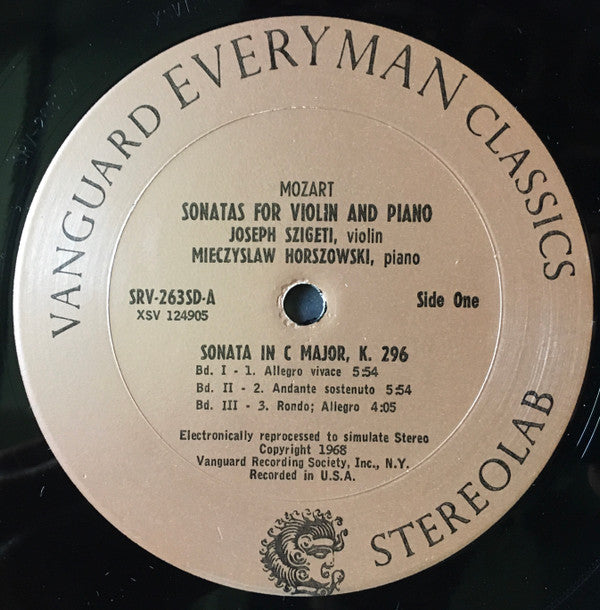 VANGUARD EVERYMAN CLASSICS
MOZART
SONATAS FOR VIOLIN AND PIANO
JOSEPH SZIGETI, violin
MIECZYSLAW HORSZOWSKI, piano
SRV-263SD-A
XSV 124905
Side One
SONATA IN C MAJOR, K. 296
Bd. I - 1. Allegro vivace 5:54
Bd. II - 2. Andante sostenuto 5:54
Bd. III - 3. Rondo; Allegro 4:05
Electronically reprocessed to simulate Stereo
Copyright 1968
Vanguard Recording Society, Inc., N.Y.
Recorded in U.S.A.
STEREOLAB